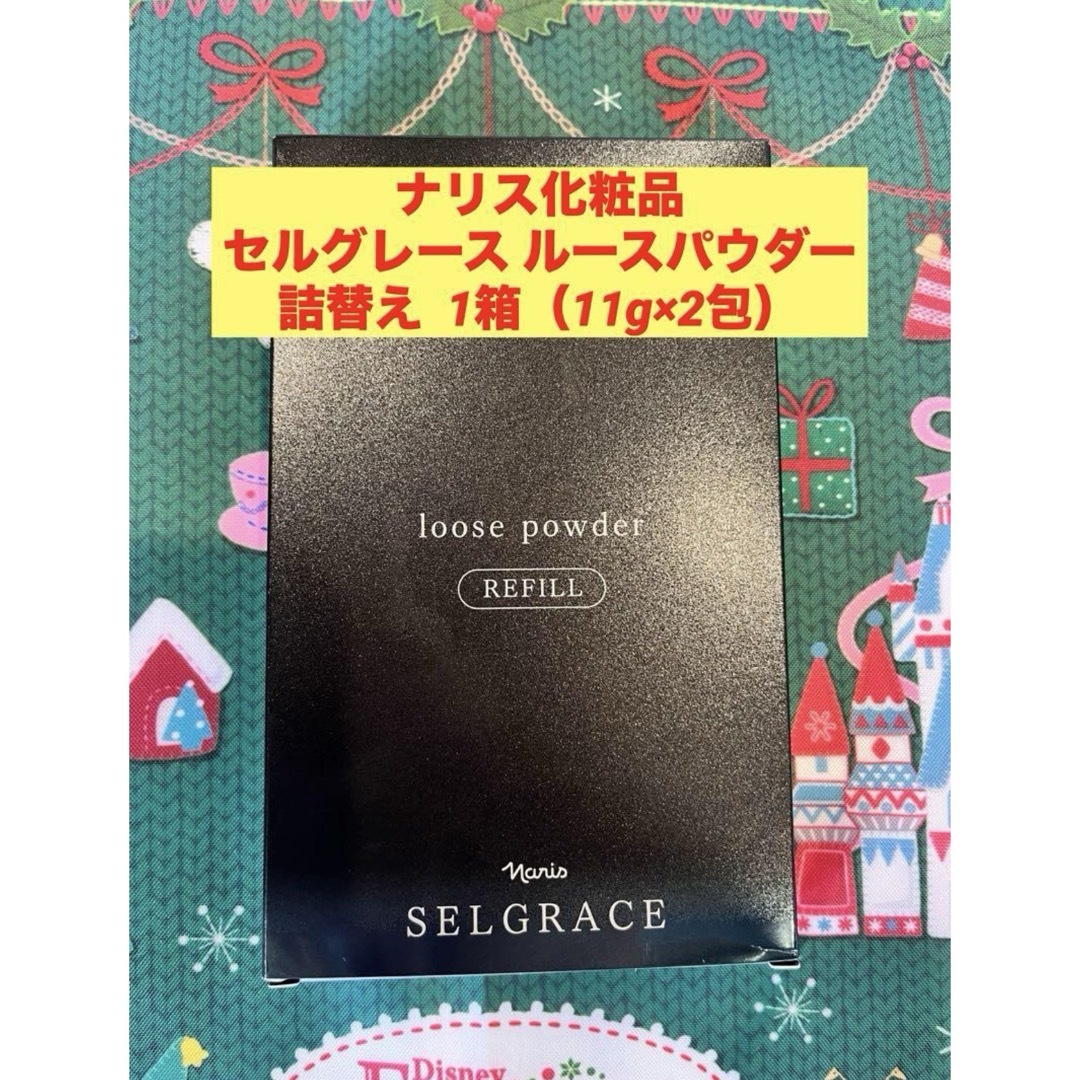 ナリス化粧品
セルグレース ルースパウダー
詰替え 1箱（11g×2包）
loose powder
REFILL
Naris
SELGRACE
Disney